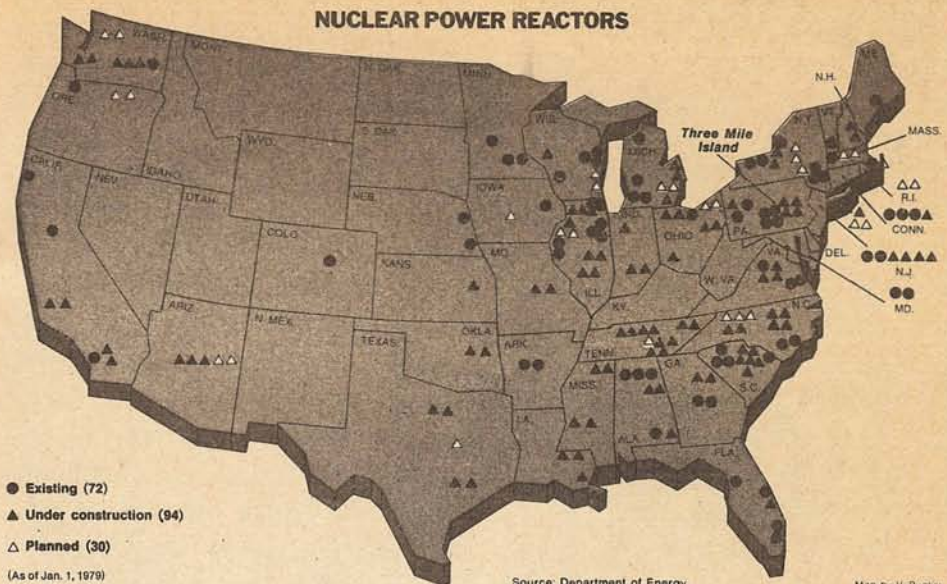 NUCLEAR POWER REACTORS
WASH.
MONT.
N. DAK.
MINN.
ME.
N.H.
VT.
N.Y.
MASS.
ORE.
IDAHO
WYO.
S. DAK.
WIS.
MICH.
Three Mile
Island
R.I.
CONN.
CALIF.
NEV.
UTAH
NEB.
IOWA
IND.
OHIO
PA.
DEL.
N.J.
MD.
COLO.
KANS.
MO.
ILL.
KY.
W. VA.
VA.
N.C.
ARIZ.
N. MEX.
TEXAS
OKLA.
ARK.
TENN.
MISS.
GA.
S.C.
LA.
ALA.
FLA.
● Existing (72)
▲ Under construction (94)
△ Planned (30)
(As of Jan. 1, 1979)
Source: Department of Energy